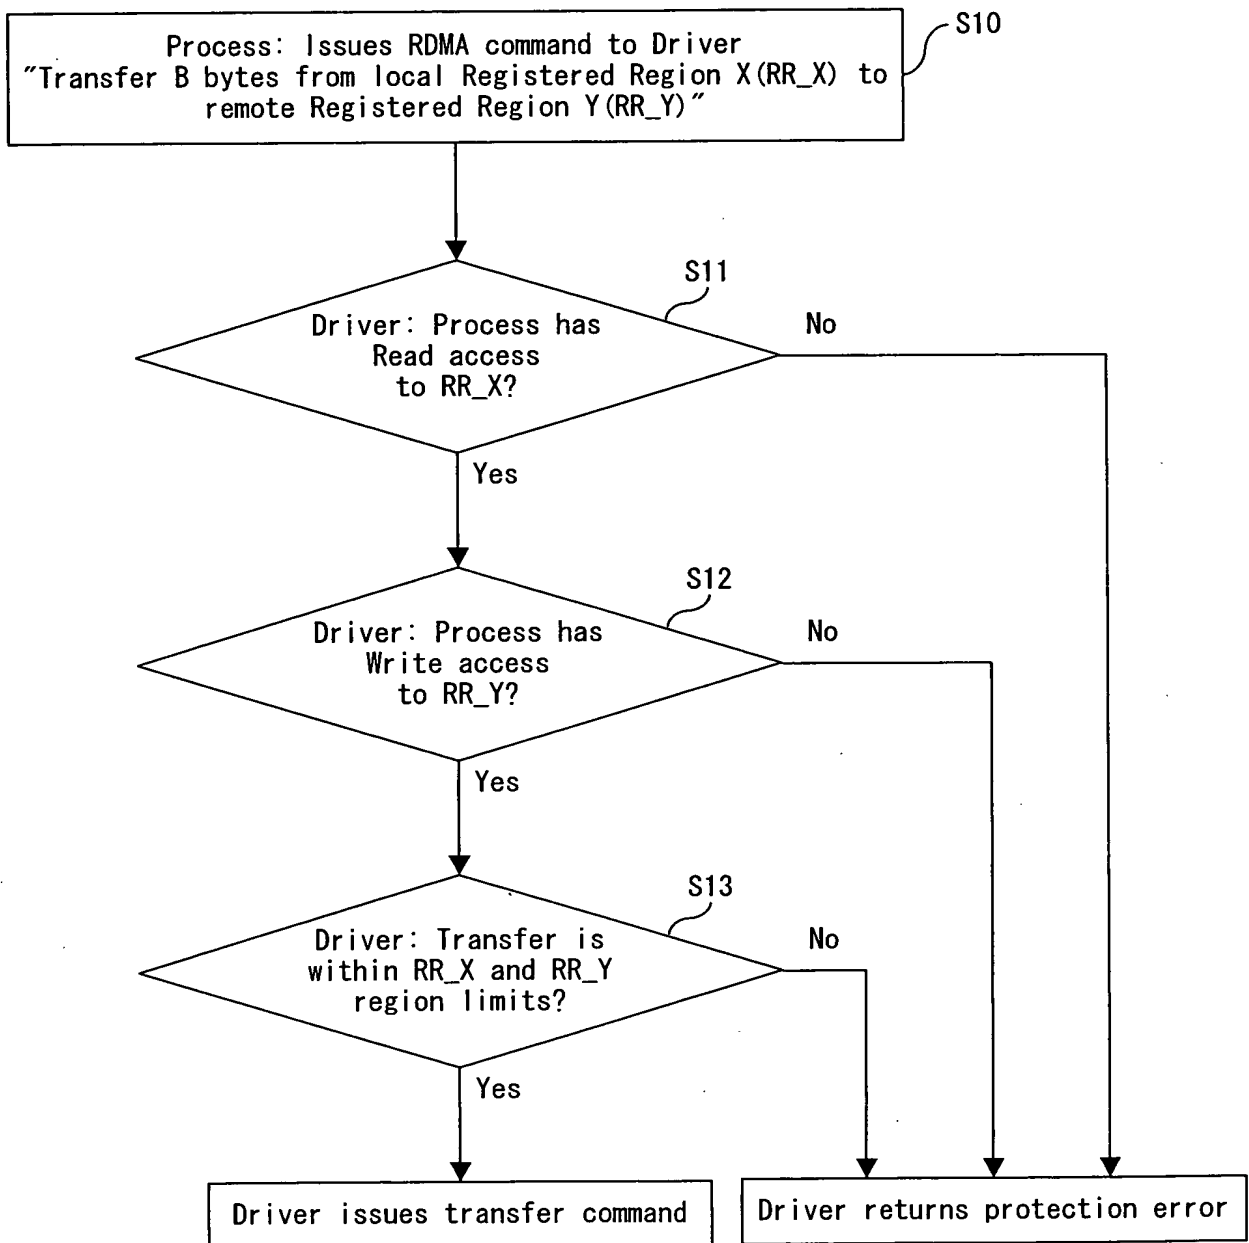 S10
Process: Issues RDMA command to Driver
"Transfer B bytes from local Registered Region X(RR_X) to
remote Registered Region Y(RR_Y)"
S11
Driver: Process has
Read access
to RR_X?
No
Yes
S12
Driver: Process has
Write access
to RR_Y?
No
Yes
S13
Driver: Transfer is
within RR_X and RR_Y
region limits?
No
Yes
Driver issues transfer command
Driver returns protection error